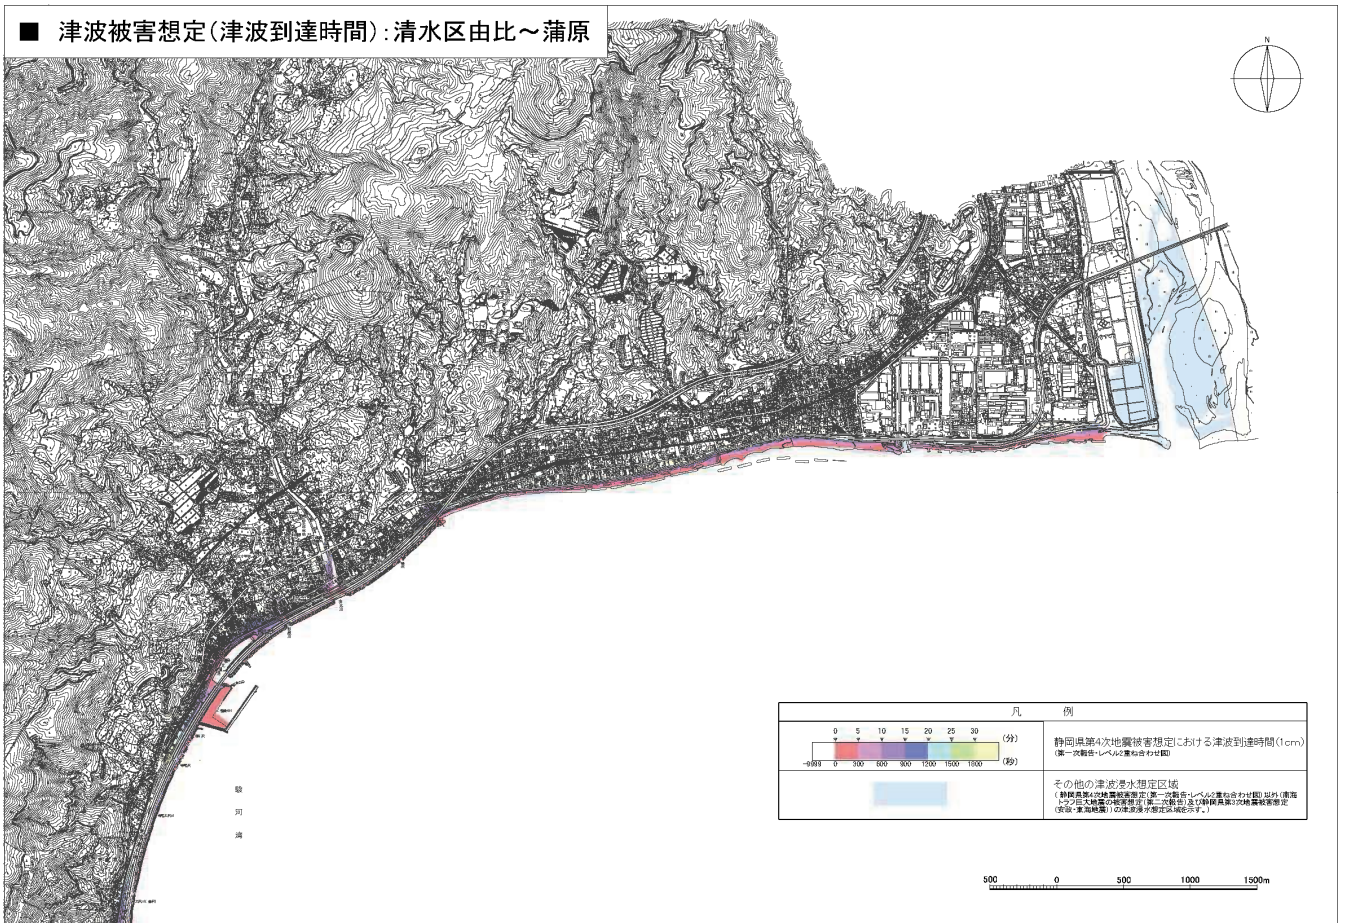 ■ 津波被害想定(津波到達時間):清水区由比～蒲原
N
駿
河
湾
凡 例
0 5 10 15 20 25 30 (分)
-9999 0 300 600 900 1200 1500 1800 (秒)
静岡県第4次地震被害想定における津波到達時間(1cm)
(第一次報告・レベル2重ね合わせ図)
その他の津波浸水想定区域
(静岡県第4次地震被害想定(第一次報告・レベル2重ね合わせ図)以外(南海
トラフ巨大地震の被害想定(第二次報告)及び静岡県第3次地震被害想定
(安政・東海地震))の津波浸水想定区域を示す。)
500 0 500 1000 1500m